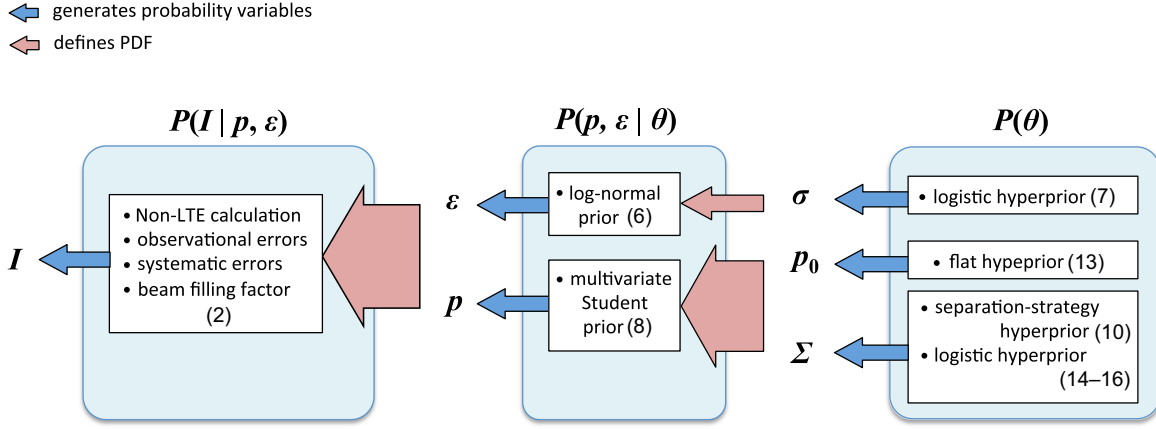 generates probability variables
defines PDF
P(I | p, ε)
P(p, ε | θ)
P(θ)
I
• Non-LTE calculation
• observational errors
• systematic errors
• beam filling factor
(2)
ε
• log-normal
prior (6)
p
• multivariate
Student
prior (8)
σ
• logistic hyperprior (7)
p₀
• flat hypeprior (13)
Σ
• separation-strategy
hyperprior (10)
• logistic hyperprior
(14–16)